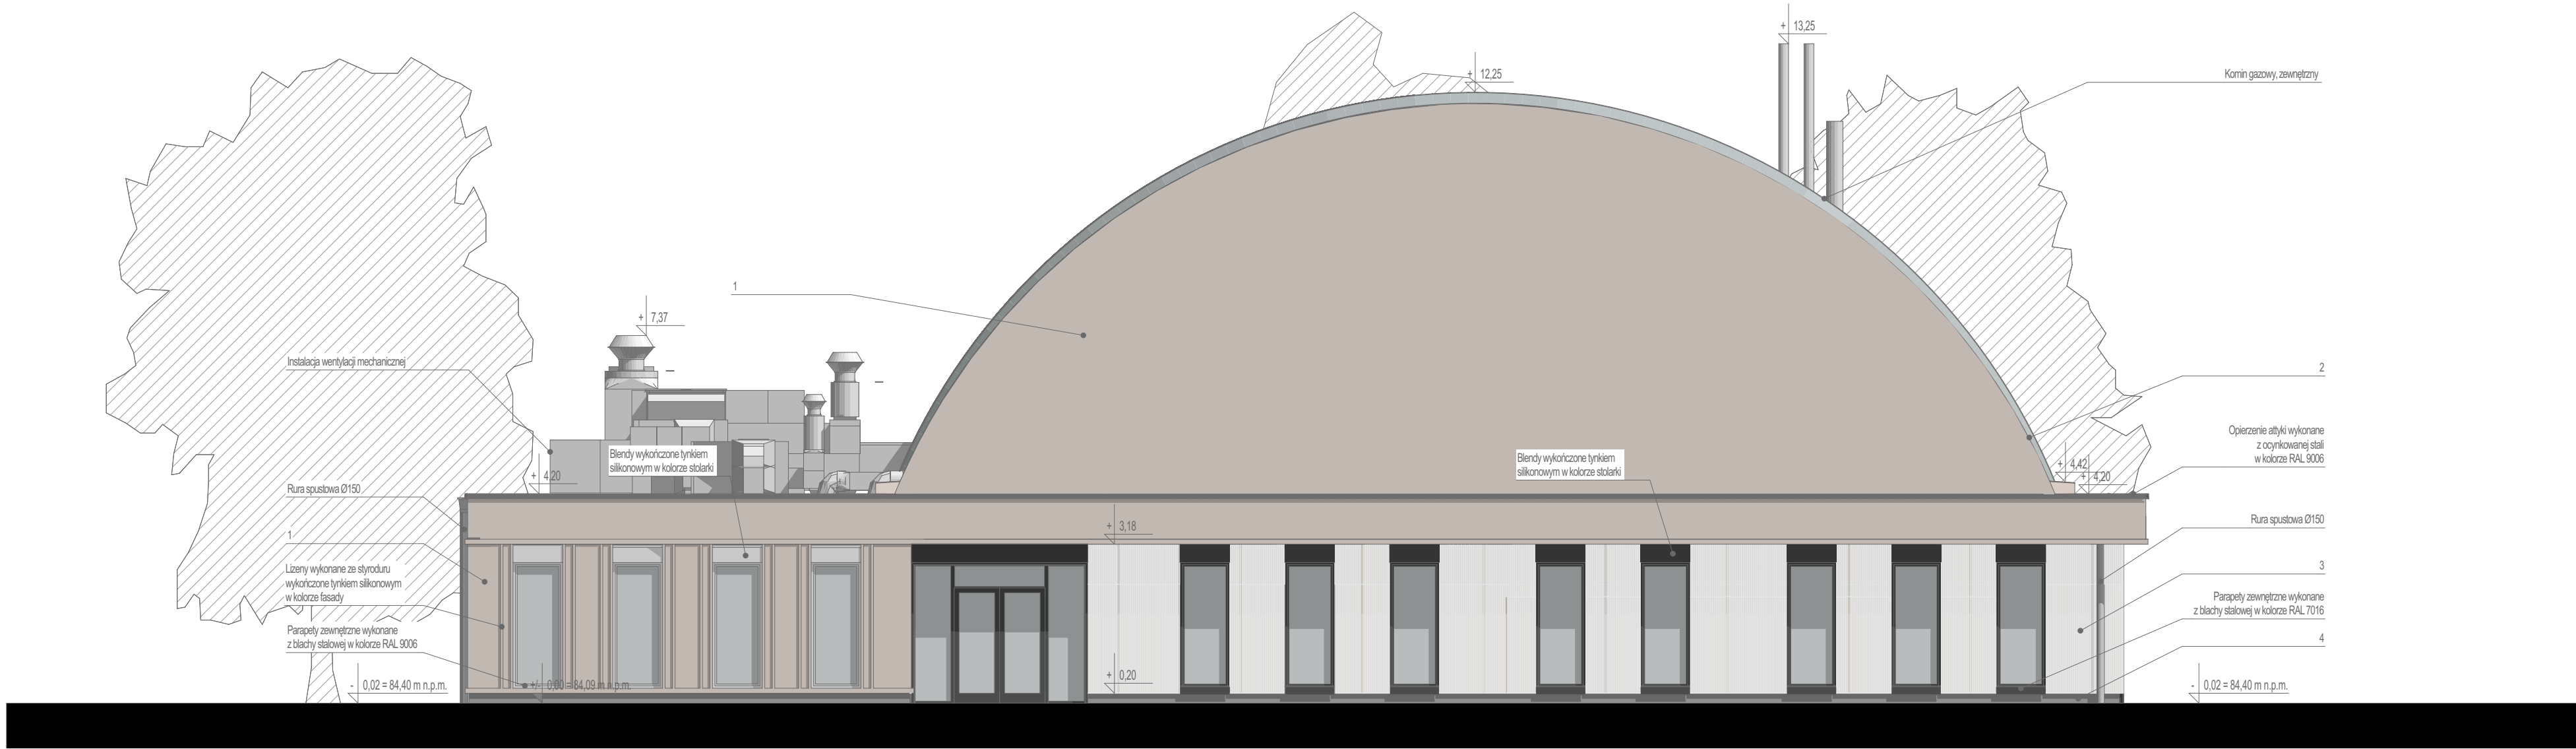 + 13,25
Komin gazowy, zewnętrzny
+ 12,25
1
+ 7,37
Instalacja wentylacji mechanicznej
2
Opierzenie attyki wykonane
z ocynkowanej stali
w kolorze RAL 9006
Blendy wykończone tynkiem
silikonowym w kolorze stolarki
Blendy wykończone tynkiem
silikonowym w kolorze stolarki
+ 4,42
+ 4,20
+ 4,20
Rura spustowa Ø150
Rura spustowa Ø150
+ 3,18
1
3
Lizeny wykonane ze styroduru
wykończone tynkiem silikonowym
w kolorze fasady
Parapety zewnętrzne wykonane
z blachy stalowej w kolorze RAL 7016
Parapety zewnętrzne wykonane
z blachy stalowej w kolorze RAL 9006
4
+ 0,20
- 0,02 = 84,40 m n.p.m.
+/- 0,00 = 84,09 m n.p.m.
- 0,02 = 84,40 m n.p.m.